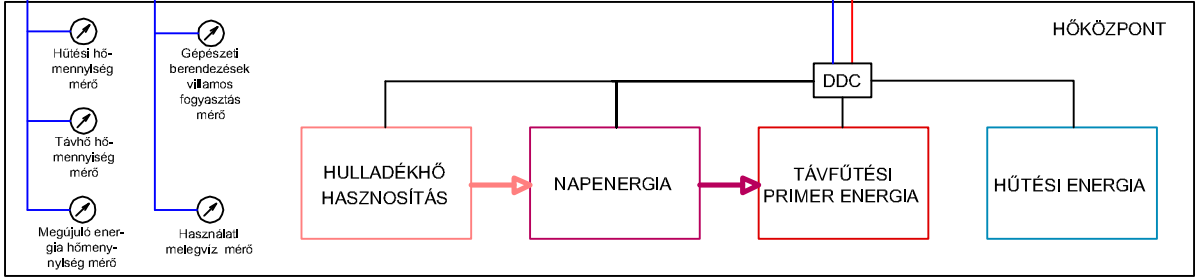 HŐKÖZPONT
Hűtési hő-
mennyiség
mérő
Gépészeti
berendezések
villamos
fogyasztás
mérő
DDC
Távhő hő-
mennyiség
mérő
HULLADÉKHŐ
HASZNOSÍTÁS
NAPENERGIA
TÁVFŰTÉSI
PRIMER ENERGIA
HŰTÉSI ENERGIA
Megújuló ener-
gia hőmeny-
nyiség mérő
Használati
melegvíz mérő